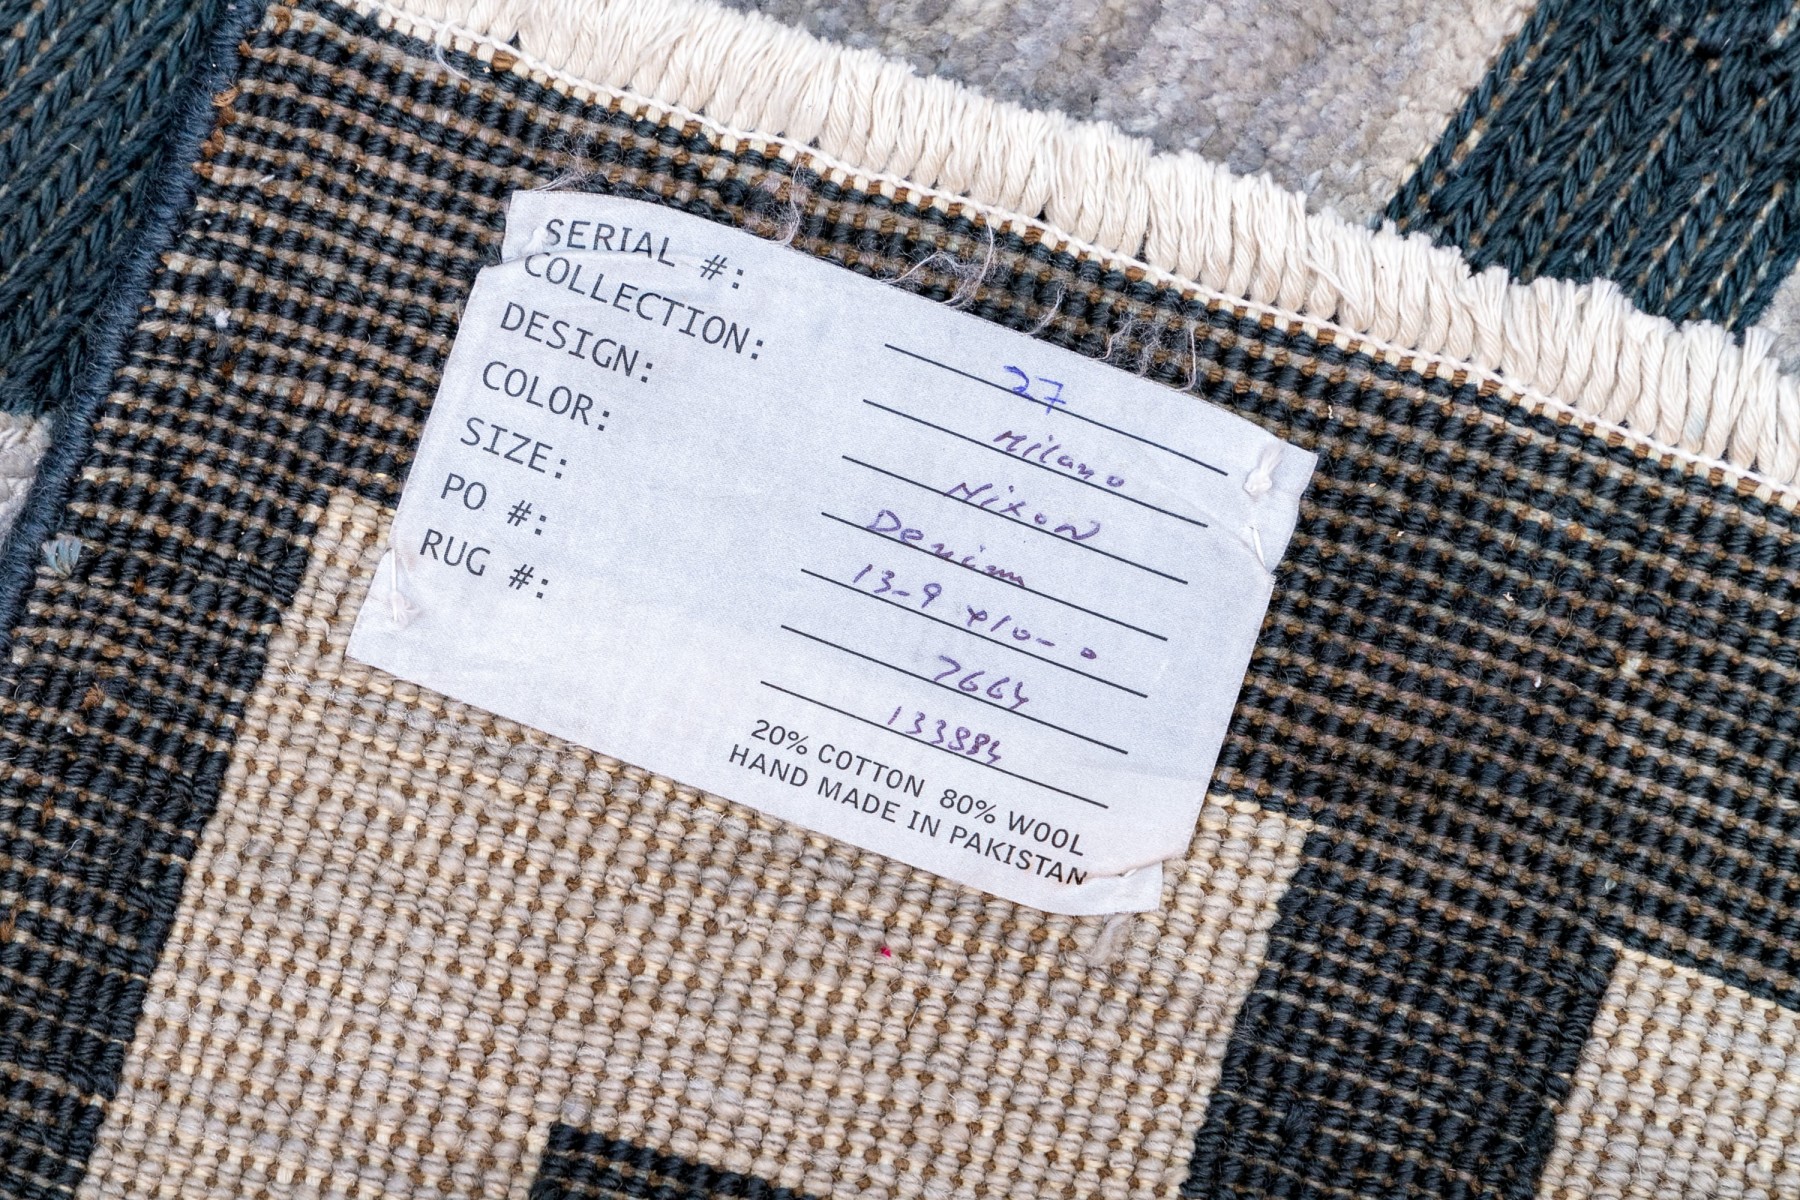 SERIAL #: 27
COLLECTION: Milano
DESIGN: Nixon
COLOR: Denim
SIZE: 13-9 x10-0
PO #: 7664
RUG #: 133884
20% COTTON 80% WOOL
HAND MADE IN PAKISTAN